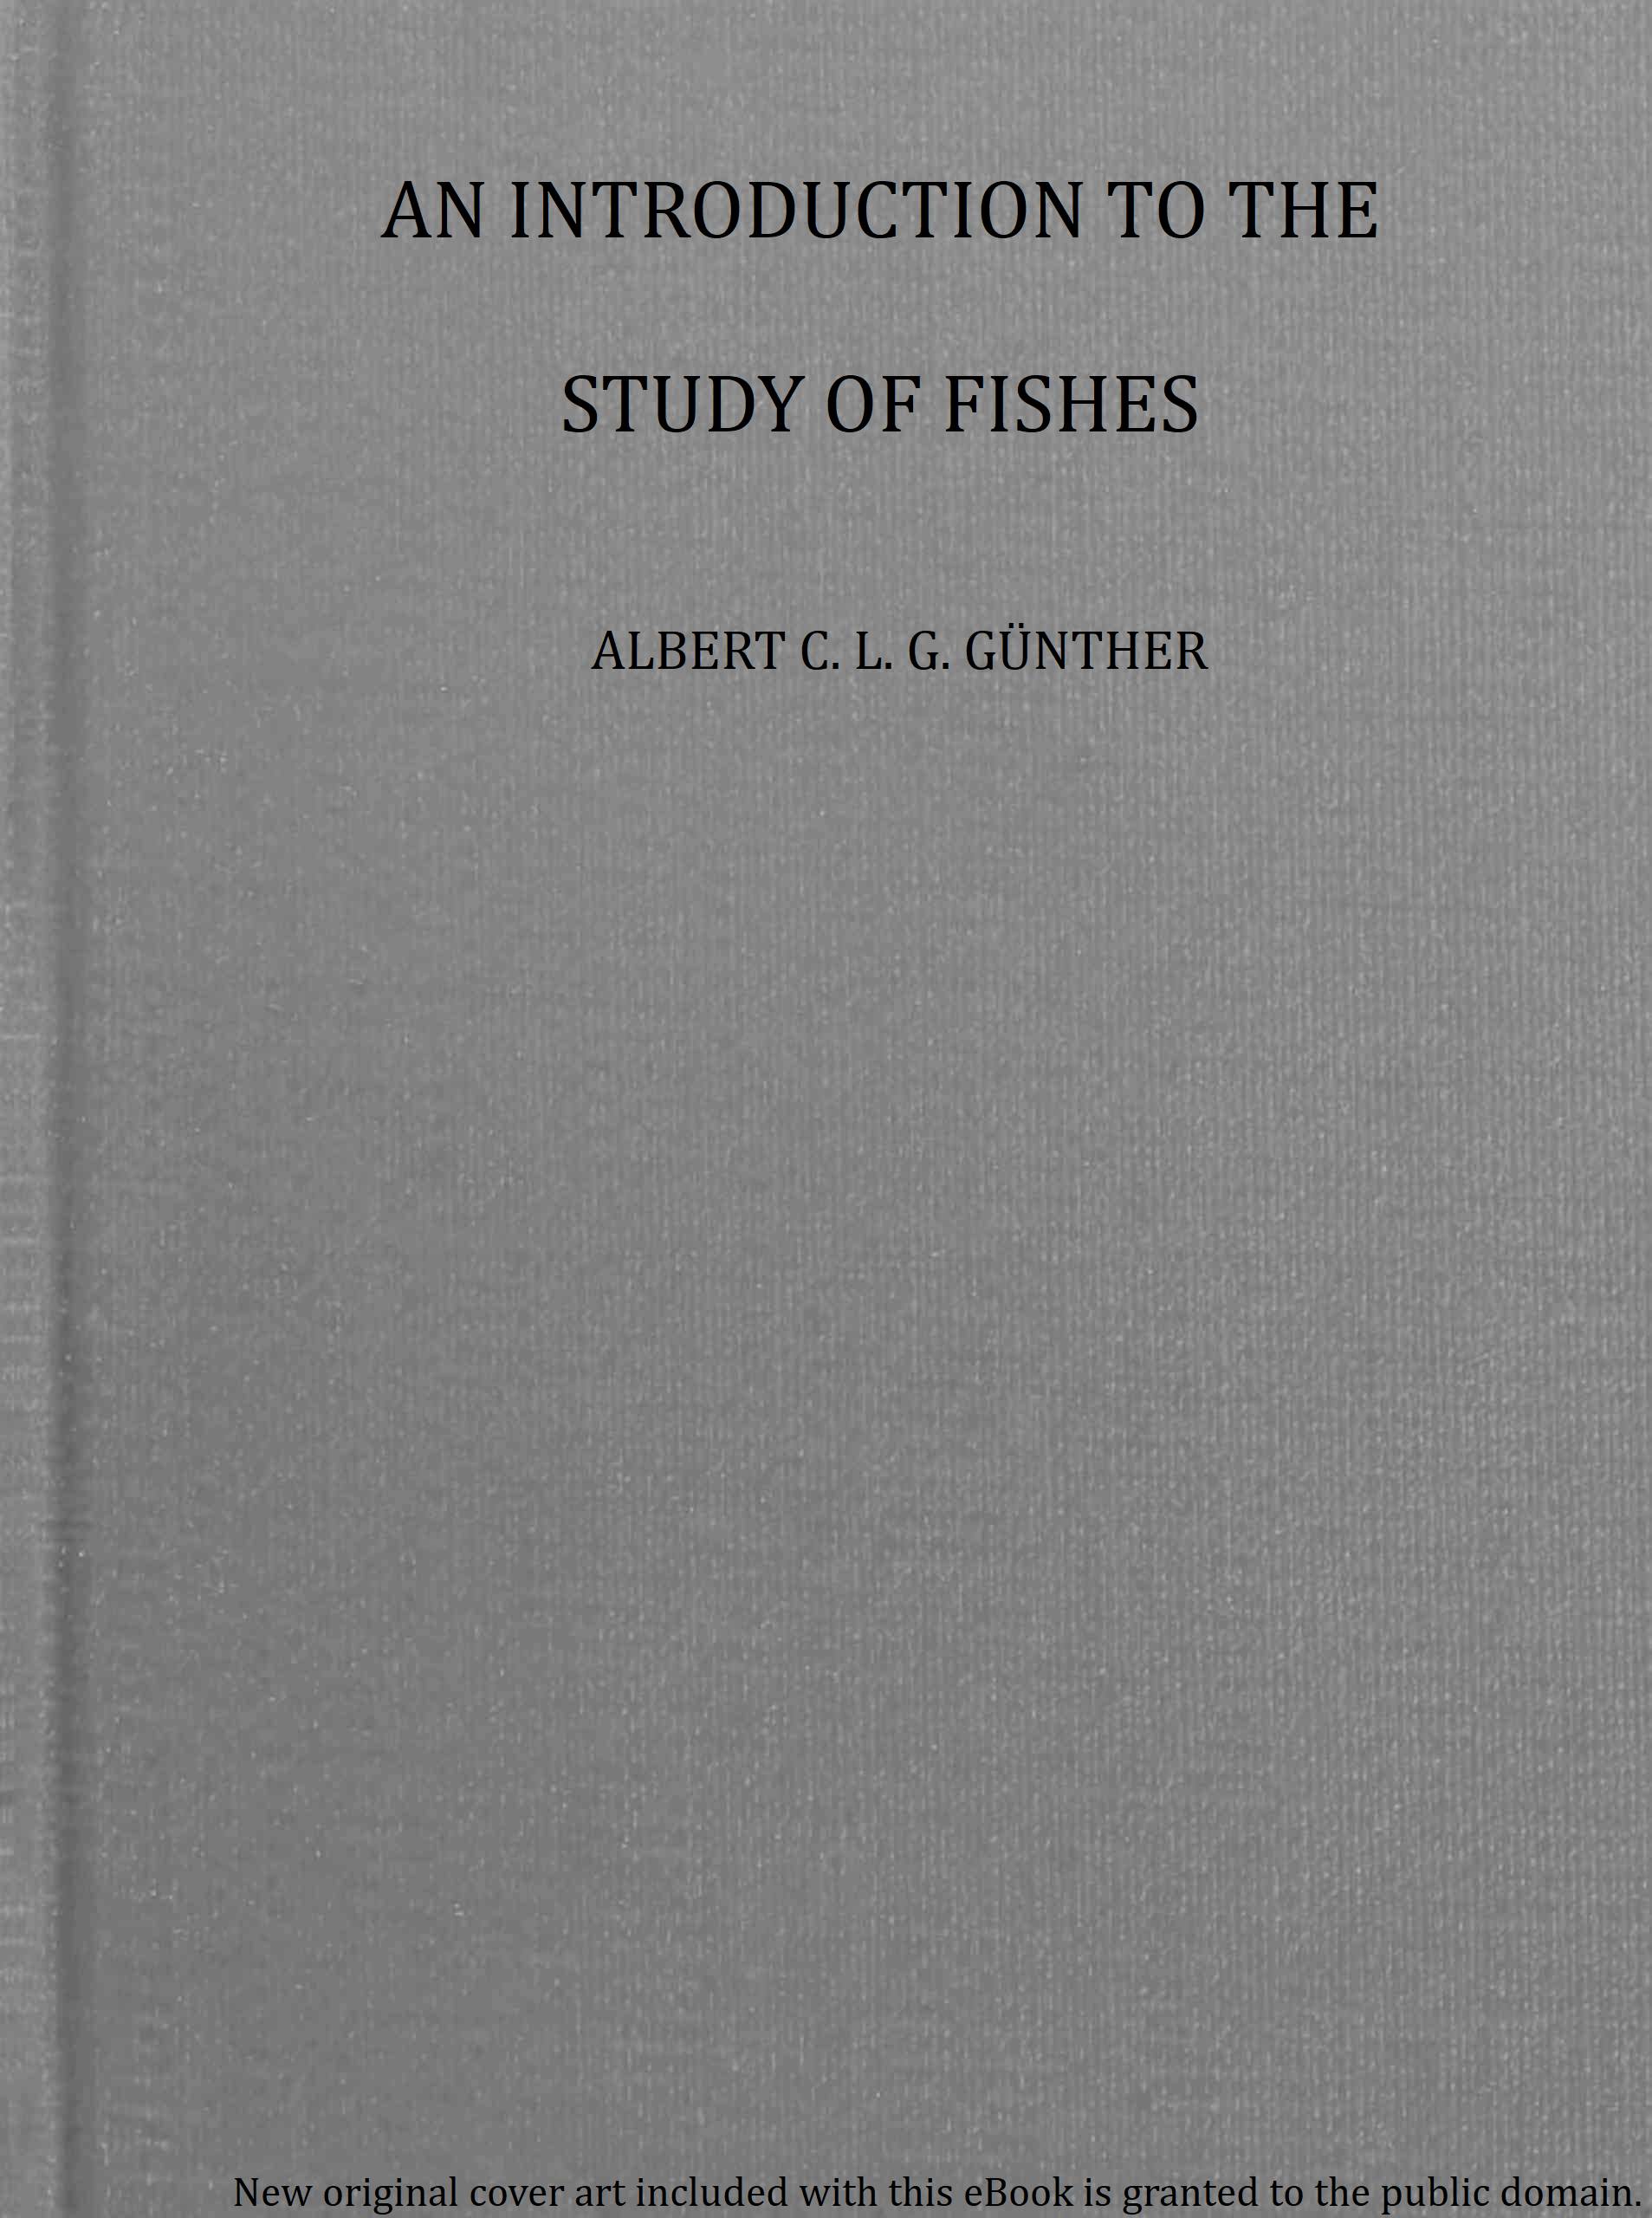 AN INTRODUCTION TO THE
STUDY OF FISHES
ALBERT C. L. G. GÜNTHER
New original cover art included with this eBook is granted to the public domain.